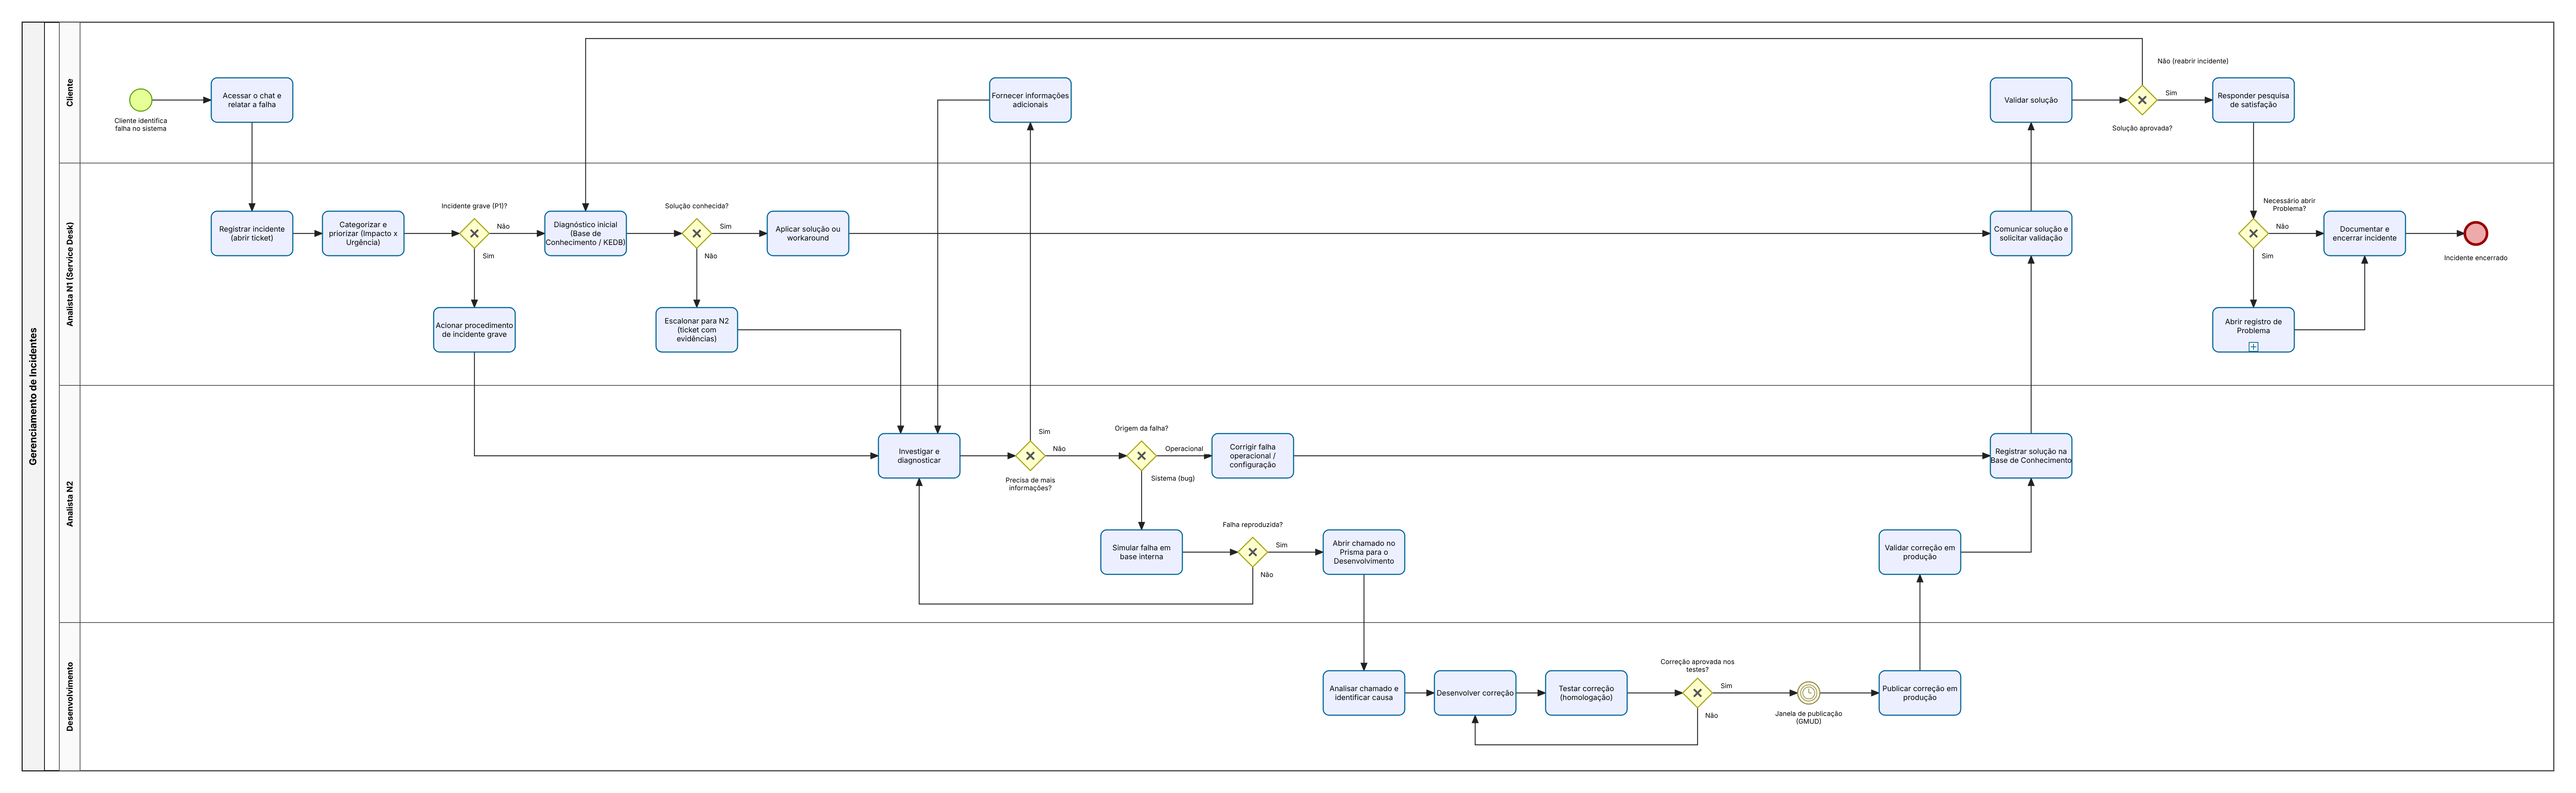 Gerenciamento de Incidentes
Cliente
Cliente identifica
falha no sistema
Acessar o chat e
relatar a falha
Fornecer informações
adicionais
Validar solução
Solução aprovada?
Não (reabrir incidente)
Sim
Responder pesquisa
de satisfação
Analista N1 (Service Desk)
Registrar incidente
(abrir ticket)
Categorizar e
priorizar (Impacto x
Urgência)
Incidente grave (P1)?
Não
Sim
Acionar procedimento
de incidente grave
Diagnóstico inicial
(Base de
Conhecimento / KEDB)
Solução conhecida?
Sim
Não
Aplicar solução ou
workaround
Escalonar para N2
(ticket com
evidências)
Comunicar solução e
solicitar validação
Necessário abrir
Problema?
Não
Sim
Abrir registro de
Problema
Documentar e
encerrar incidente
Incidente encerrado
Analista N2
Investigar e
diagnosticar
Sim
Não
Precisa de mais
informações?
Origem da falha?
Operacional
Sistema (bug)
Corrigir falha
operacional /
configuração
Registrar solução na
Base de Conhecimento
Simular falha em
base interna
Falha reproduzida?
Sim
Não
Abrir chamado no
Prisma para o
Desenvolvimento
Validar correção em
produção
Desenvolvimento
Analisar chamado e
identificar causa
Desenvolver correção
Testar correção
(homologação)
Correção aprovada nos
testes?
Sim
Não
Janela de publicação
(GMUD)
Publicar correção em
produção